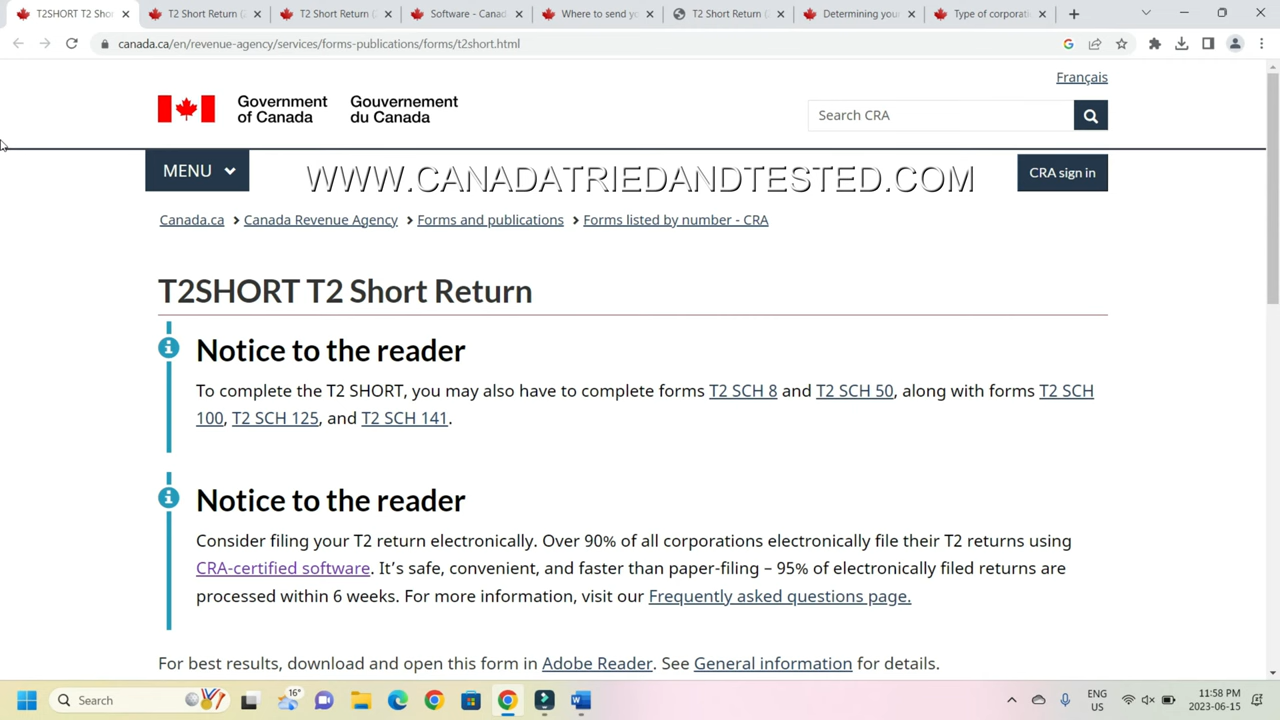 T2SHORT T2 Shor
T2 Short Return (2
T2 Short Return (
Software - Canad
Where to send yo
T2 Short Return (
Determining your
Type of corporati
canada.ca/en/revenue-agency/services/forms-publications/forms/t2short.html
Français
Government of Canada
Gouvernement du Canada
Search CRA
MENU
WWW.CANADATRIEDANDTESTED.COM
CRA sign in
Canada.ca > Canada Revenue Agency > Forms and publications > Forms listed by number - CRA
T2SHORT T2 Short Return
Notice to the reader
To complete the T2 SHORT, you may also have to complete forms T2 SCH 8 and T2 SCH 50, along with forms T2 SCH
100, T2 SCH 125, and T2 SCH 141.
Notice to the reader
Consider filing your T2 return electronically. Over 90% of all corporations electronically file their T2 returns using
CRA-certified software. It's safe, convenient, and faster than paper-filing – 95% of electronically filed returns are
processed within 6 weeks. For more information, visit our Frequently asked questions page.
For best results, download and open this form in Adobe Reader. See General information for details.
Search
16°
ENG
US
11:58 PM
2023-06-15